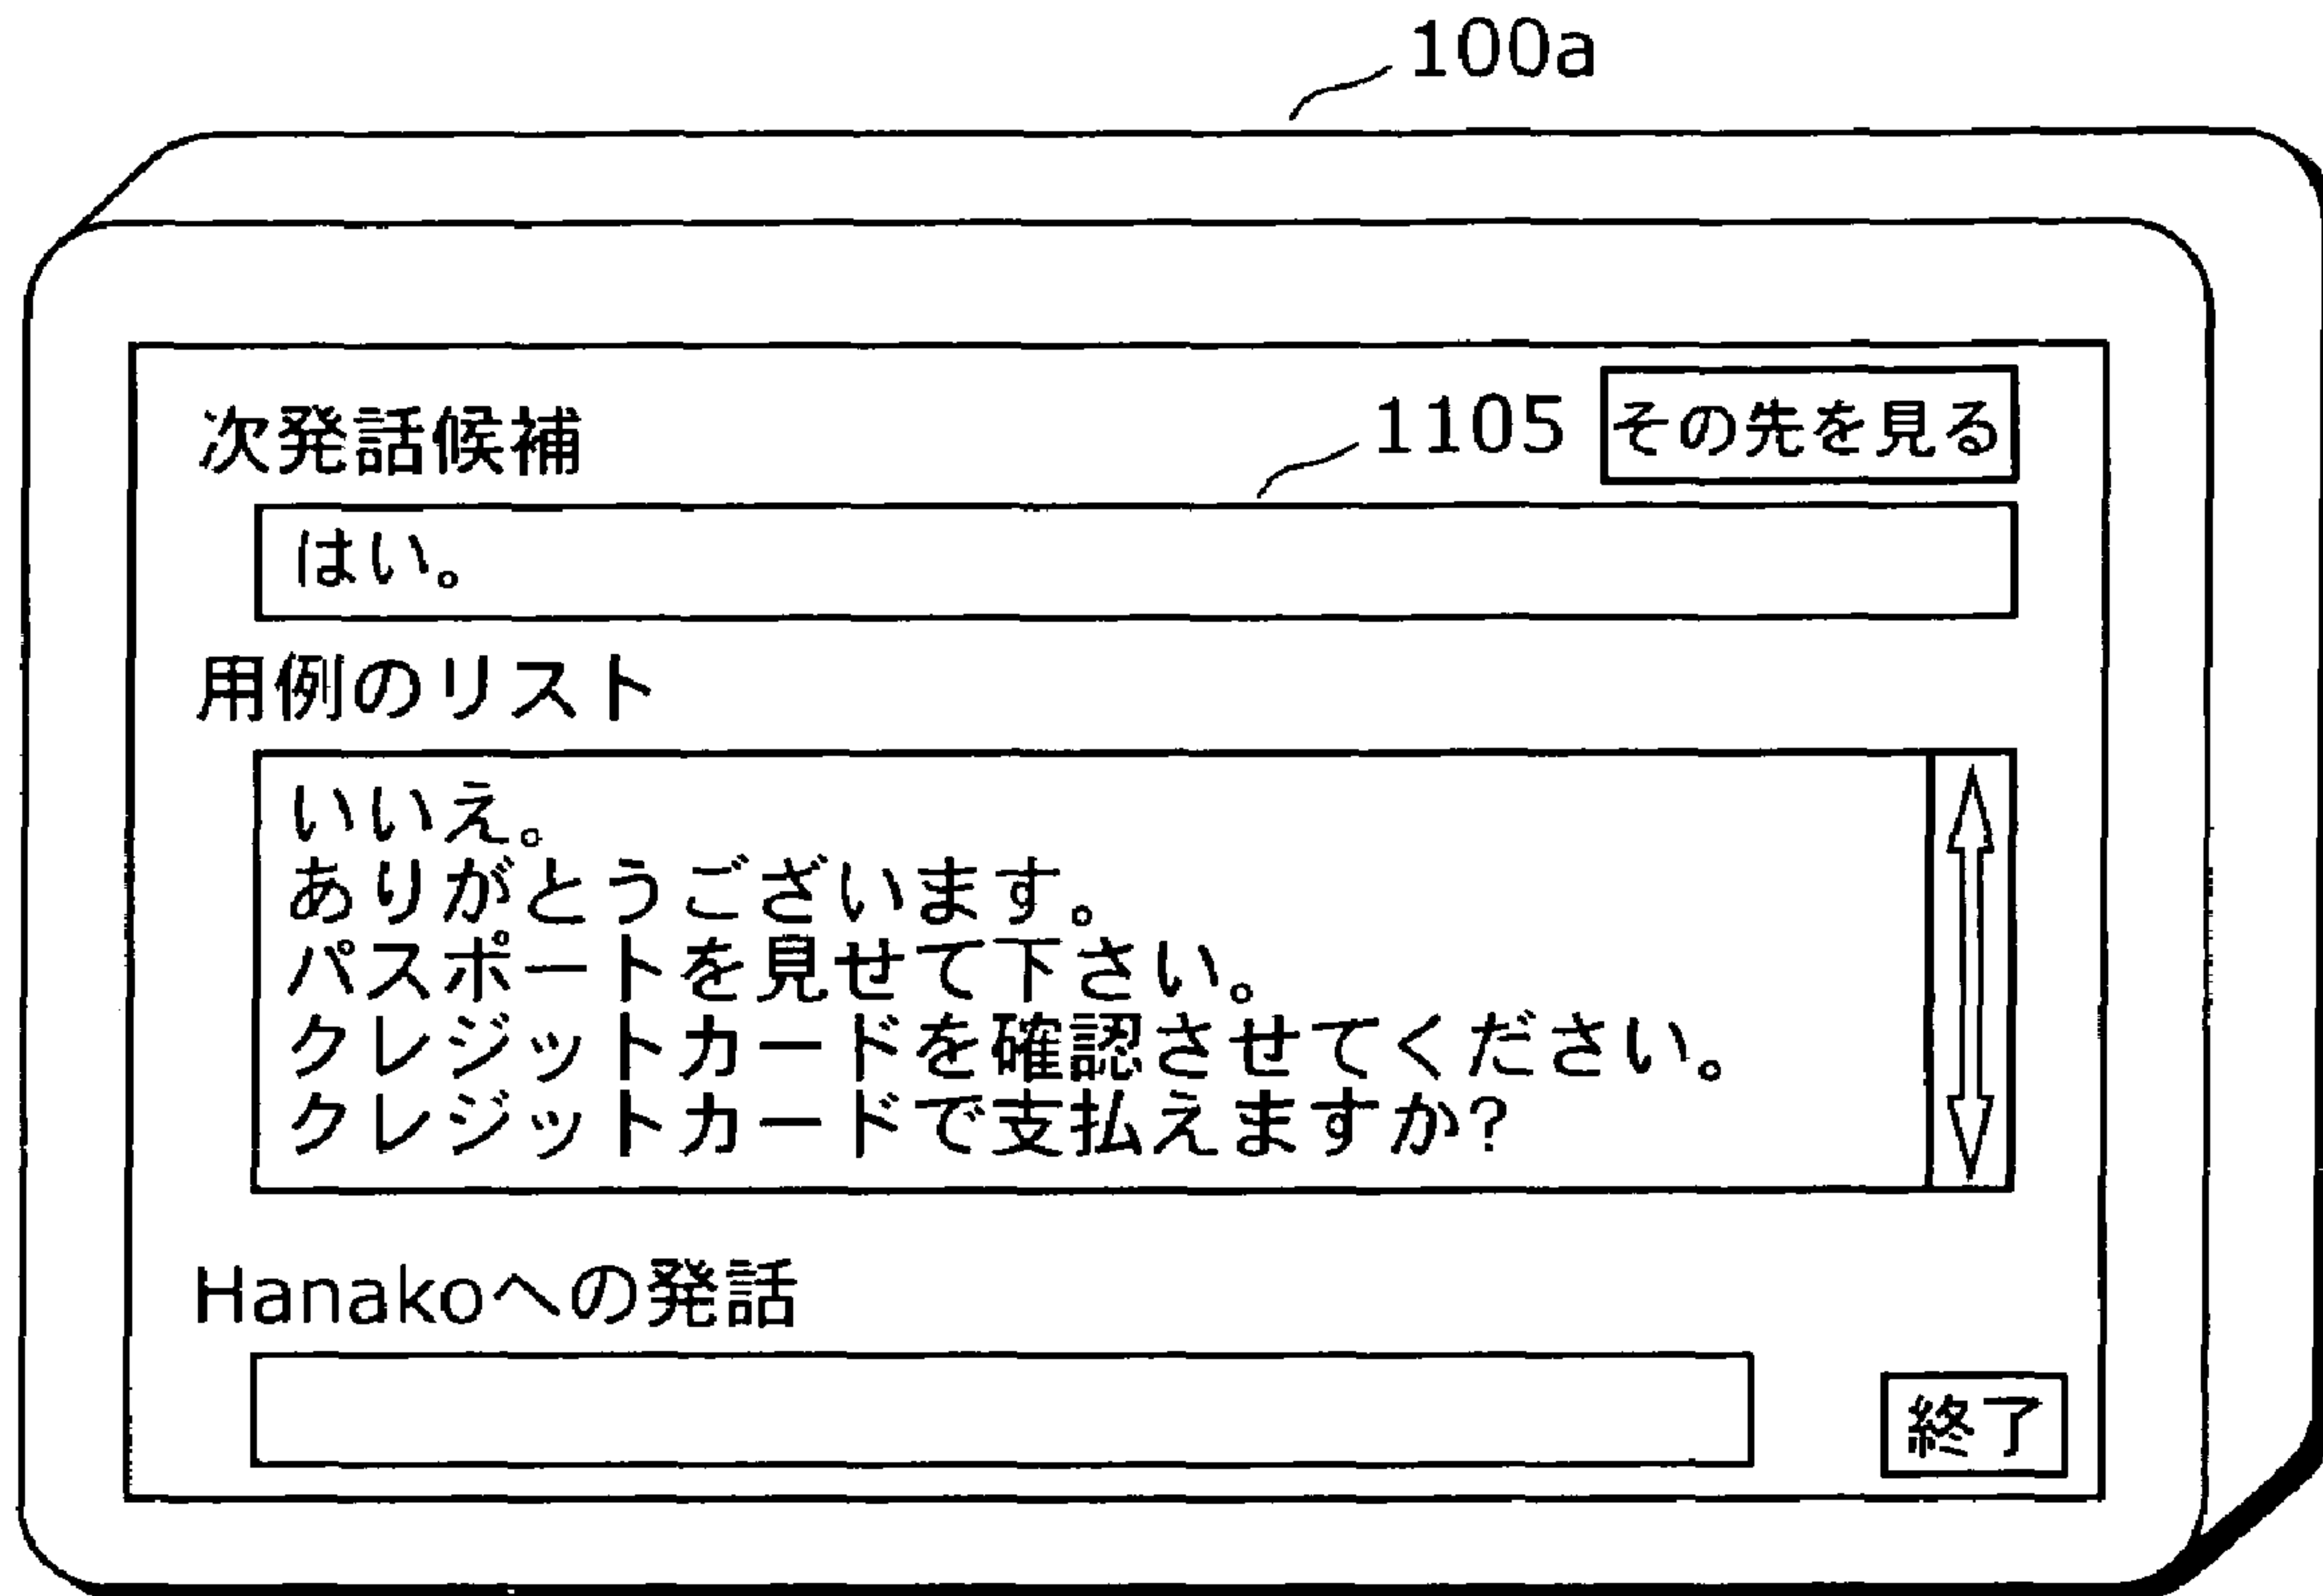 100a
次発話候補
1105
その先を見る
はい。
用例のリスト
いいえ。
ありがとうございます。
パスポートを見せて下さい。
クレジットカードを確認させてください。
クレジットカードで支払えますか?
Hanakoへの発話
終了